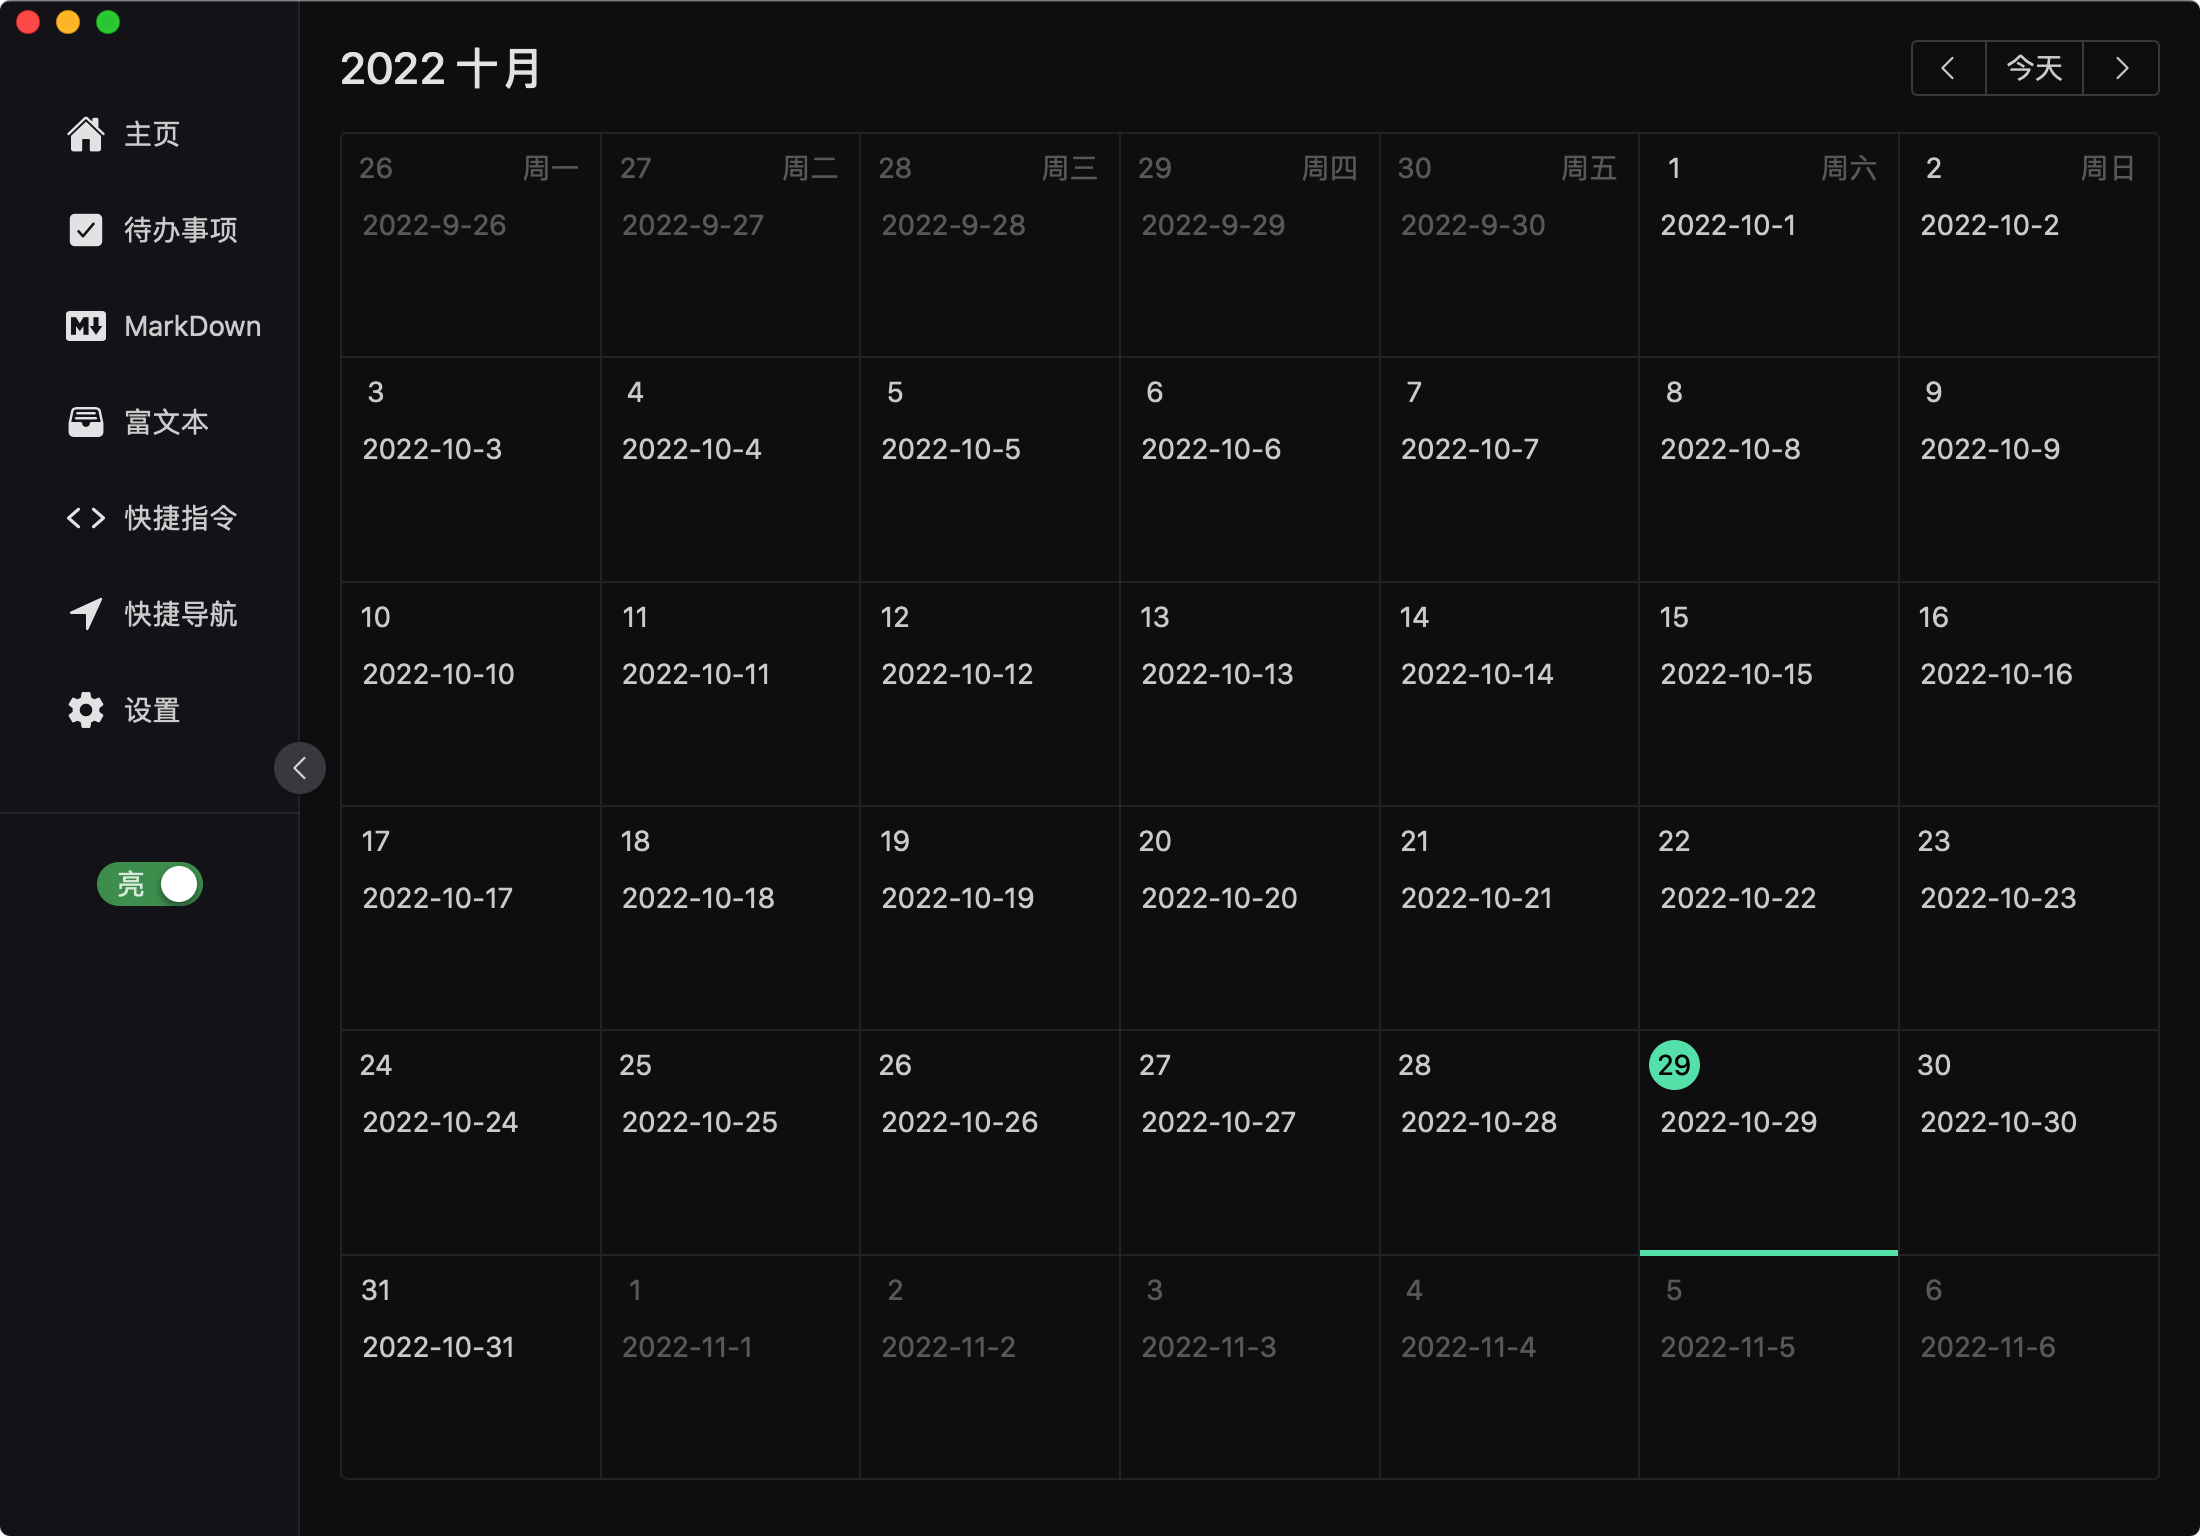 主页
待办事项
MarkDown
富文本
快捷指令
快捷导航
设置
亮
2022 十月
今天
26 周一 27 周二 28 周三 29 周四 30 周五 1 周六 2 周日
2022-9-26 2022-9-27 2022-9-28 2022-9-29 2022-9-30 2022-10-1 2022-10-2
3 4 5 6 7 8 9
2022-10-3 2022-10-4 2022-10-5 2022-10-6 2022-10-7 2022-10-8 2022-10-9
10 11 12 13 14 15 16
2022-10-10 2022-10-11 2022-10-12 2022-10-13 2022-10-14 2022-10-15 2022-10-16
17 18 19 20 21 22 23
2022-10-17 2022-10-18 2022-10-19 2022-10-20 2022-10-21 2022-10-22 2022-10-23
24 25 26 27 28 29 30
2022-10-24 2022-10-25 2022-10-26 2022-10-27 2022-10-28 2022-10-29 2022-10-30
31 1 2 3 4 5 6
2022-10-31 2022-11-1 2022-11-2 2022-11-3 2022-11-4 2022-11-5 2022-11-6